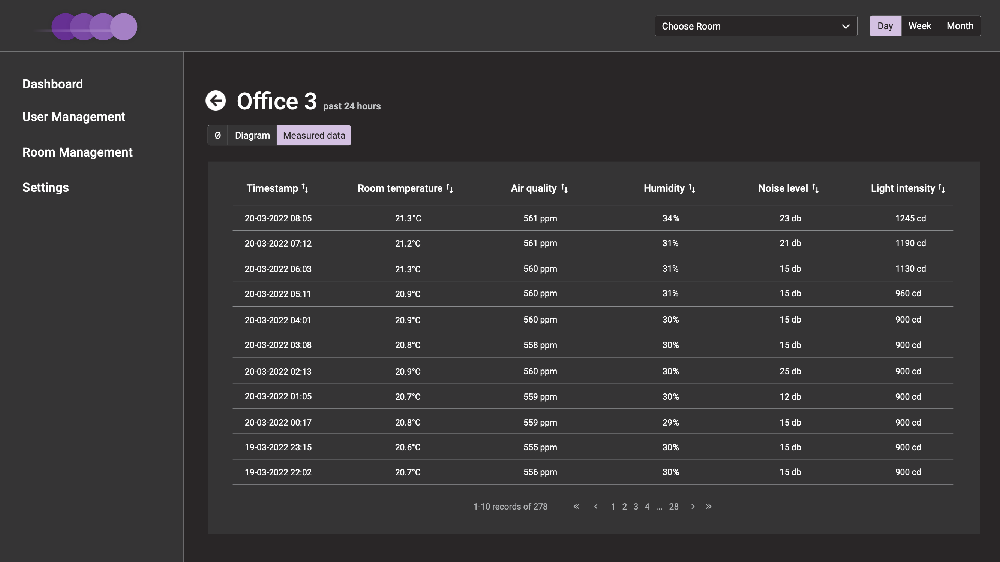 Choose Room
Day Week Month
Dashboard
User Management
Room Management
Settings
Office 3 past 24 hours
Ø Diagram Measured data
Timestamp Room temperature Air quality Humidity Noise level Light intensity
20-03-2022 08:05 21.3°C 561 ppm 34% 23 db 1245 cd
20-03-2022 07:12 21.2°C 561 ppm 31% 21 db 1190 cd
20-03-2022 06:03 21.3°C 560 ppm 31% 15 db 1130 cd
20-03-2022 05:11 20.9°C 560 ppm 31% 15 db 960 cd
20-03-2022 04:01 20.9°C 560 ppm 30% 15 db 900 cd
20-03-2022 03:08 20.8°C 558 ppm 30% 15 db 900 cd
20-03-2022 02:13 20.9°C 560 ppm 30% 25 db 900 cd
20-03-2022 01:05 20.7°C 559 ppm 30% 12 db 900 cd
20-03-2022 00:17 20.8°C 559 ppm 29% 15 db 900 cd
19-03-2022 23:15 20.6°C 555 ppm 30% 15 db 900 cd
19-03-2022 22:02 20.7°C 556 ppm 30% 15 db 900 cd
1-10 records of 278 « ‹ 1 2 3 4 ... 28 › »